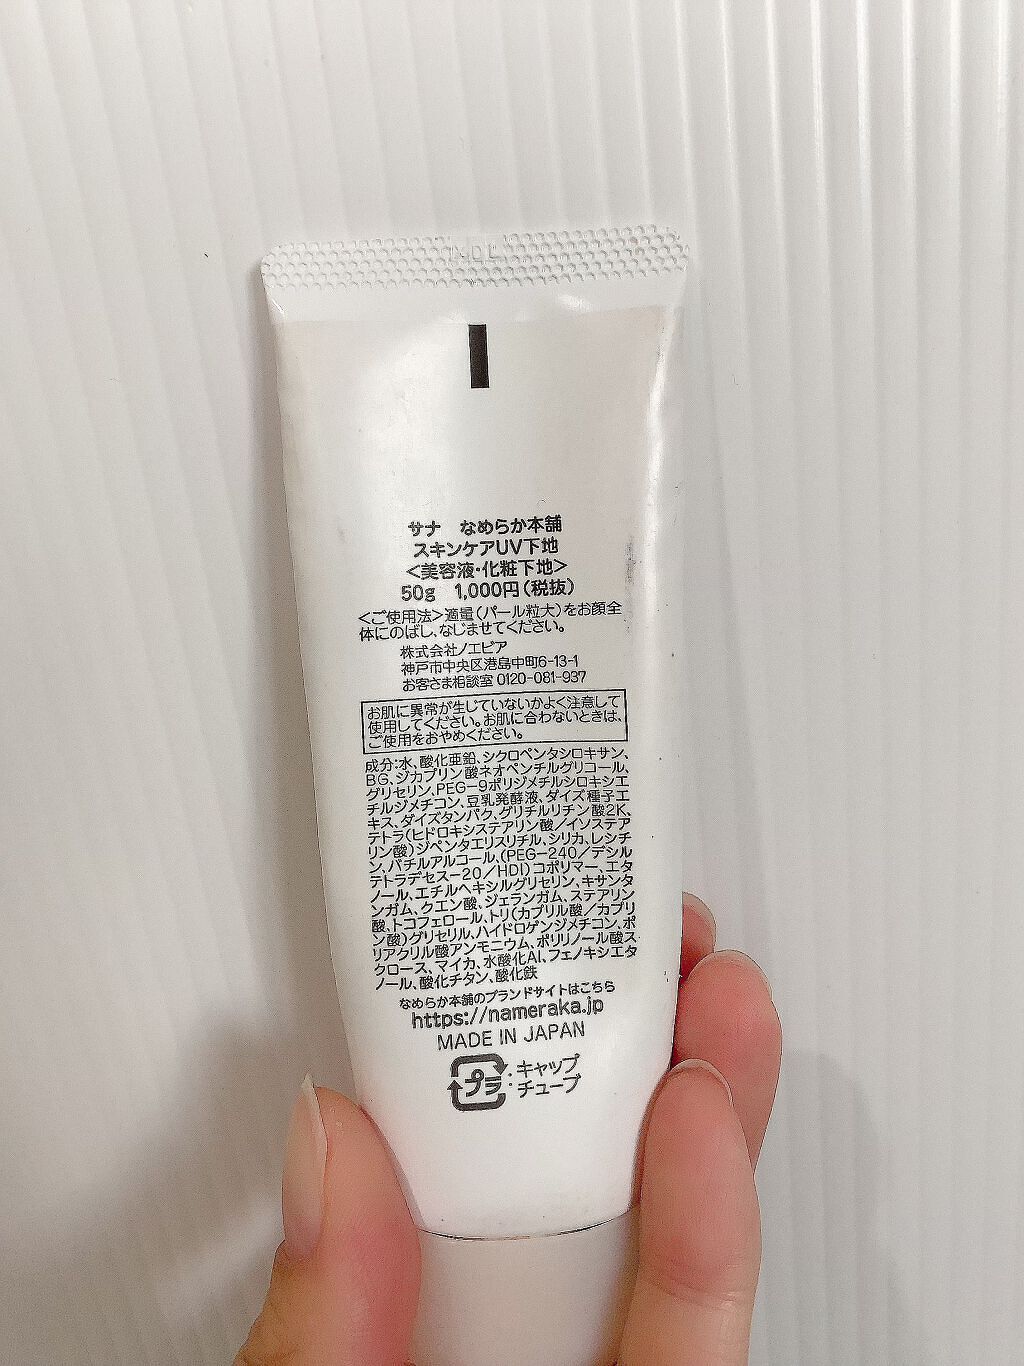 サナ なめらか本舗
スキンケアUV下地
<美容液・化粧下地>
50g 1,000円(税抜)
<ご使用法>適量(パール粒大)をお顔全
体にのばし、なじませてください。
株式会社ノエビア
神戸市中央区港島中町6-13-1
お客さま相談室 0120-081-937
お肌に異常が生じていないかよく注意して
使用してください。お肌に合わないときは、
ご使用をおやめください。
成分:水、酸化亜鉛、シクロペンタシロキサン、
BG、ジカプリン酸ネオペンチルグリコール、
グリセリン、PEG-9ポリジメチルシロキシエ
チルジメチコン、豆乳発酵液、ダイズ種子エ
キス、ダイズタンパク、グリチルリチン酸2K、
テトラ(ヒドロキシステアリン酸/イソステア
リン酸)ジペンタエリスリチル、シリカ、レシチ
ン、バチルアルコール、(PEG-240/デシル
テトラデセス-20/HDI)コポリマー、エタ
ノール、エチルヘキシルグリセリン、キサンタ
ンガム、クエン酸、ジェランガム、ステアリン
酸、トコフェロール、トリ(カプリル酸/カプリ
ン酸)グリセリル、ハイドロゲンジメチコン、ポ
リアクリル酸アンモニウム、ポリリノール酸ス
クロース、マイカ、水酸化Al、フェノキシエタ
ノール、酸化チタン、酸化鉄
なめらか本舗のブランドサイトはこちら
https://nameraka.jp
MADE IN JAPAN
プラ:キャップ
チューブ